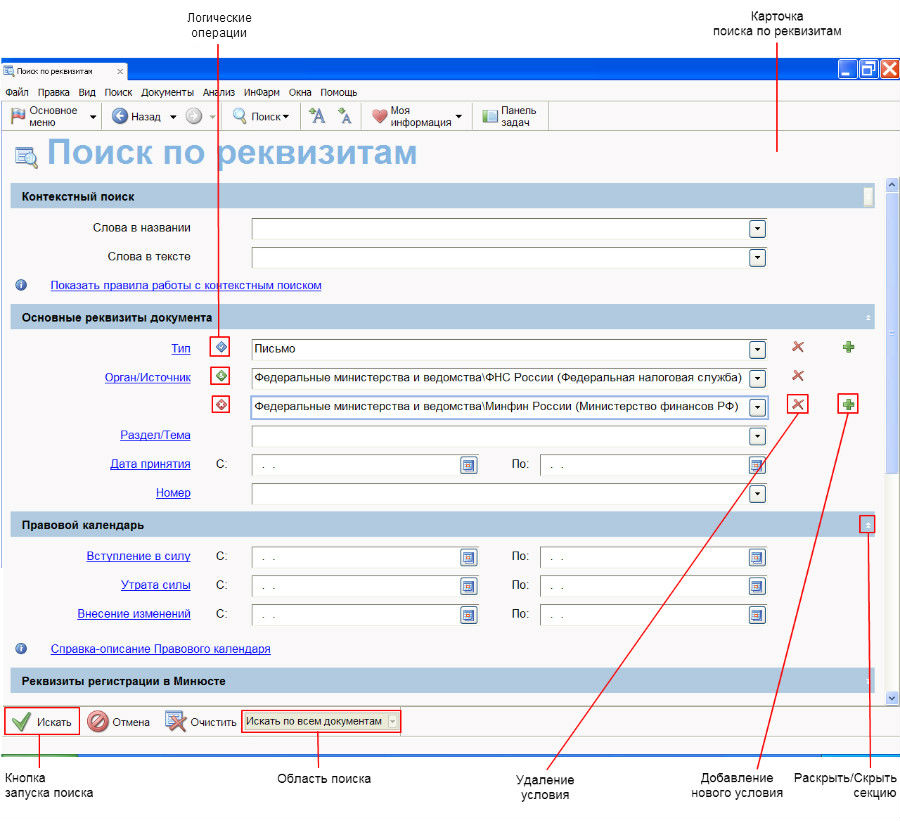 Логические
операции
Карточка
поиска по реквизитам
Поиск по реквизитам
Файл Правка Вид Поиск Документы Анализ ИнФарм Окна Помощь
Основное
меню
Назад
Поиск
Моя
информация
Панель
задач
Поиск по реквизитам
Контекстный поиск
Слова в названии
Слова в тексте
Показать правила работы с контекстным поиском
Основные реквизиты документа
Тип Письмо
Орган/Источник Федеральные министерства и ведомства\ФНС России (Федеральная налоговая служба)
Федеральные министерства и ведомства\Минфин России (Министерство финансов РФ)
Раздел/Тема
Дата принятия С: . . По: . .
Номер
Правовой календарь
Вступление в силу С: . . По: . .
Утрата силы С: . . По: . .
Внесение изменений С: . . По: . .
Справка-описание Правового календаря
Реквизиты регистрации в Минюсте
Искать Отмена Очистить Искать по всем документам
Кнопка
запуска поиска
Область поиска
Удаление
условия
Добавление
нового условия
Раскрыть/Скрыть
секцию